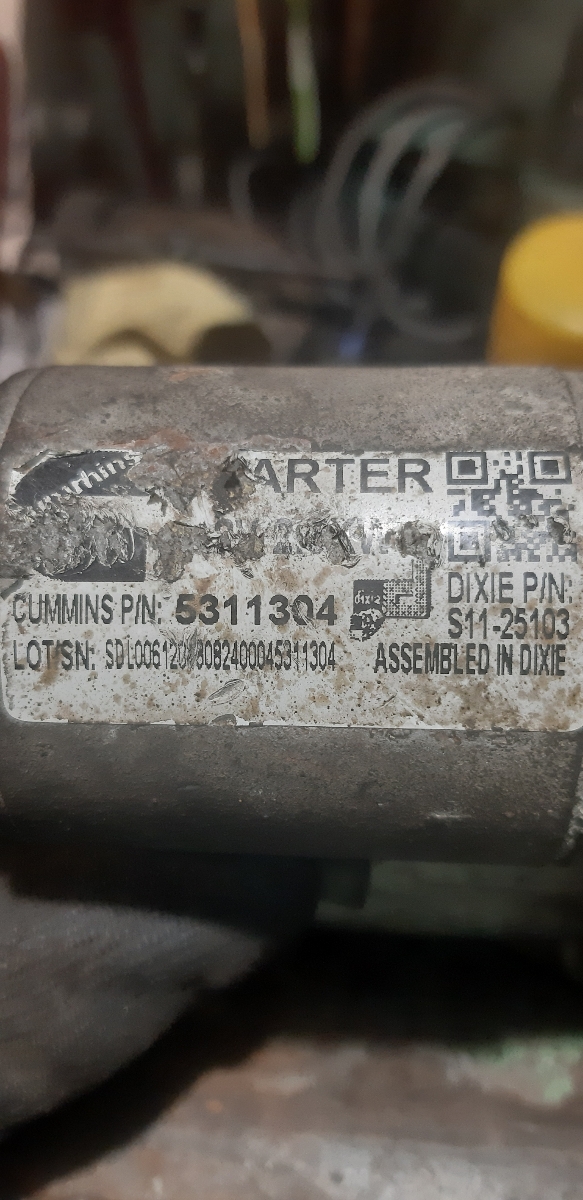 ARTER
CUMMINS P/N: 5311304
DIXIE P/N:
S11-25103
LOT/SN:
ASSEMBLED IN DIXIE